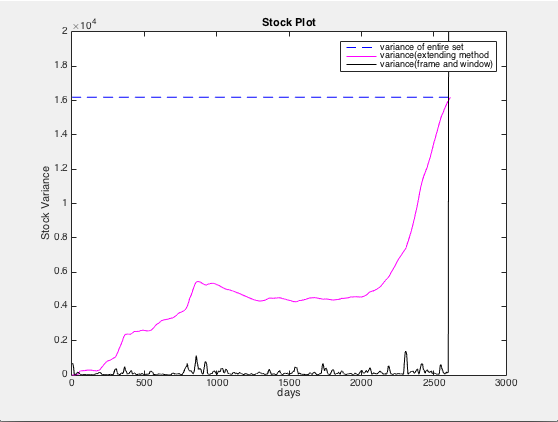 Stock Plot
×10⁴
2
1.8
1.6
1.4
1.2
1
0.8
0.6
0.4
0.2
0
Stock Variance
variance of entire set
variance(extending method
variance(frame and window)
0 500 1000 1500 2000 2500 3000
days